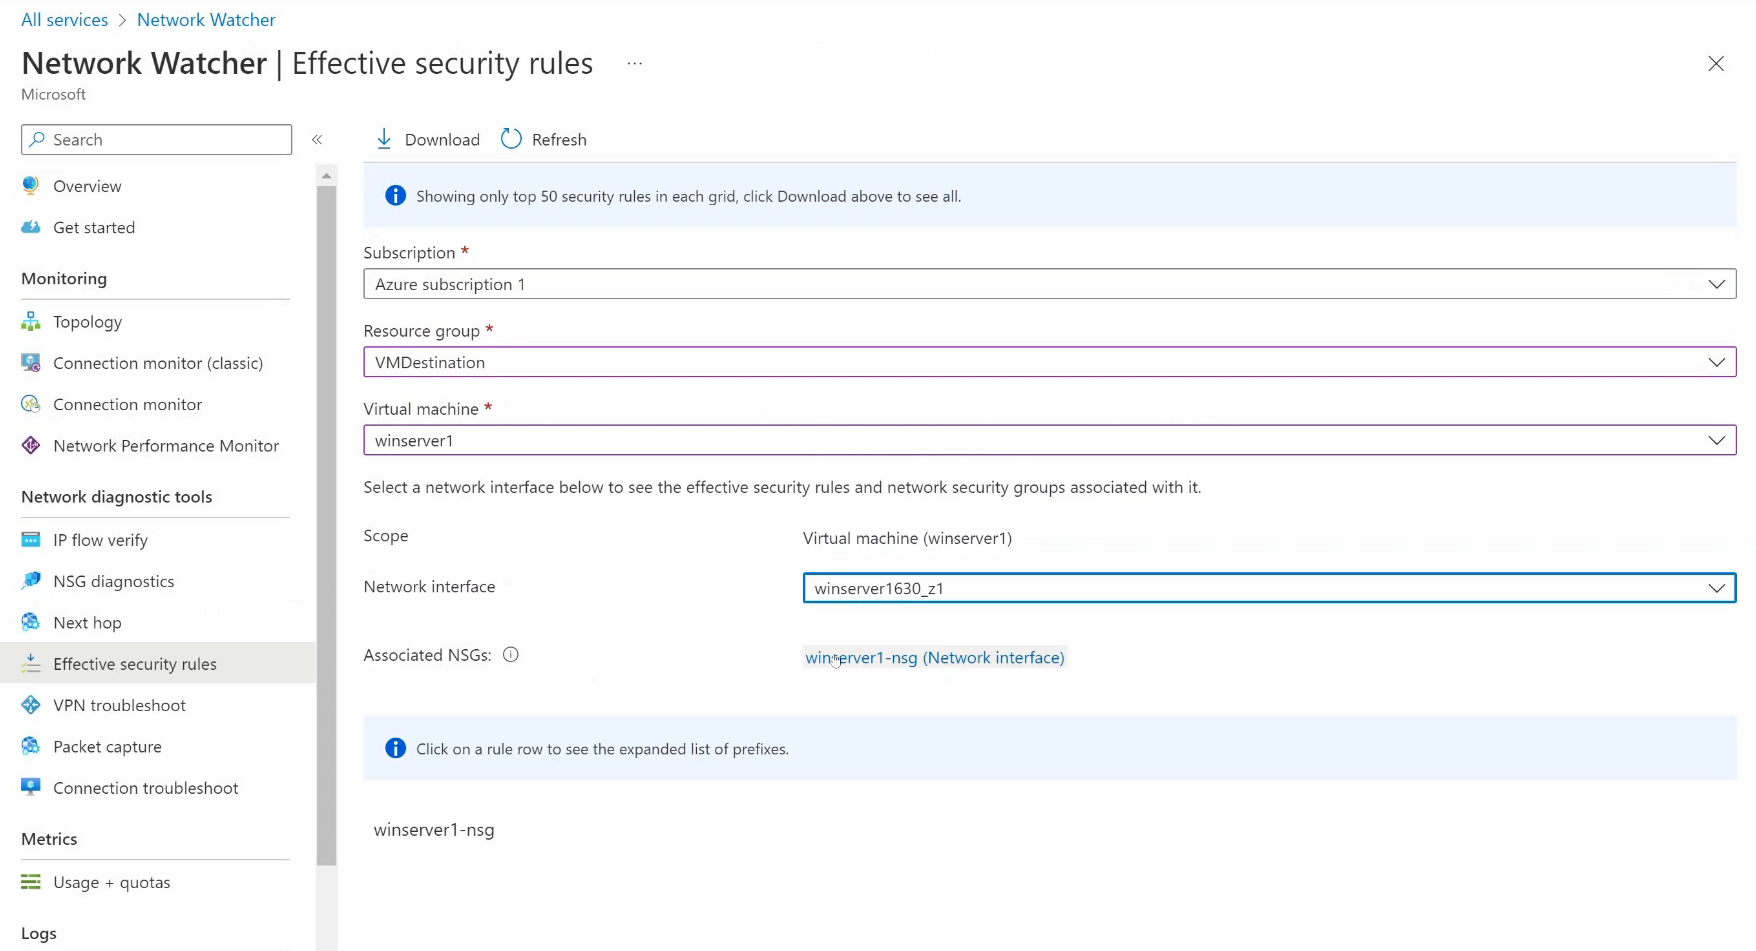 All services > Network Watcher
Network Watcher | Effective security rules ...
Microsoft
Search
«
Download Refresh
Overview
Get started
Monitoring
Topology
Connection monitor (classic)
Connection monitor
Network Performance Monitor
Network diagnostic tools
IP flow verify
NSG diagnostics
Next hop
Effective security rules
VPN troubleshoot
Packet capture
Connection troubleshoot
Metrics
Usage + quotas
Logs
Showing only top 50 security rules in each grid, click Download above to see all.
Subscription *
Azure subscription 1
Resource group *
VMDestination
Virtual machine *
winserver1
Select a network interface below to see the effective security rules and network security groups associated with it.
Scope Virtual machine (winserver1)
Network interface winserver1630_z1
Associated NSGs: winserver1-nsg (Network interface)
Click on a rule row to see the expanded list of prefixes.
winserver1-nsg